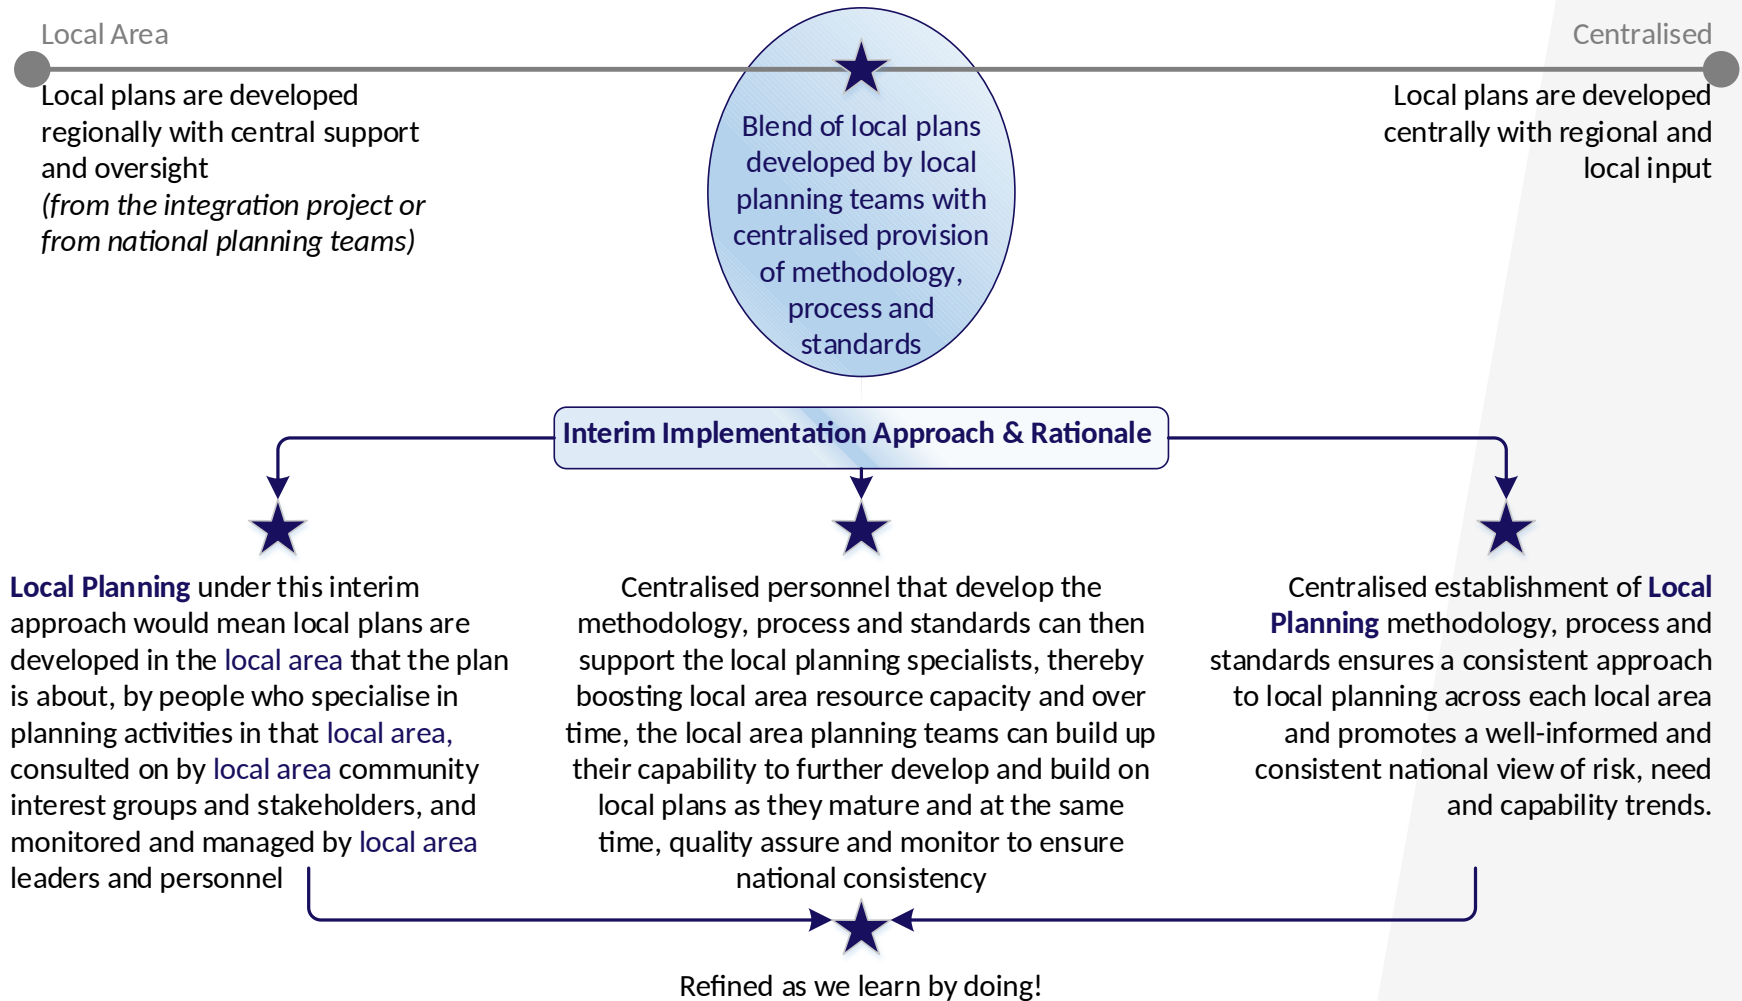 Local Area
Centralised
Local plans are developed
regionally with central support
and oversight
(from the integration project or
from national planning teams)
Blend of local plans
developed by local
planning teams with
centralised provision
of methodology,
process and
standards
Local plans are developed
centrally with regional and
local input
Interim Implementation Approach & Rationale
Local Planning under this interim
approach would mean local plans are
developed in the local area that the plan
is about, by people who specialise in
planning activities in that local area,
consulted on by local area community
interest groups and stakeholders, and
monitored and managed by local area
leaders and personnel
Centralised personnel that develop the
methodology, process and standards can then
support the local planning specialists, thereby
boosting local area resource capacity and over
time, the local area planning teams can build up
their capability to further develop and build on
local plans as they mature and at the same
time, quality assure and monitor to ensure
national consistency
Centralised establishment of Local
Planning methodology, process and
standards ensures a consistent approach
to local planning across each local area
and promotes a well-informed and
consistent national view of risk, need
and capability trends.
Refined as we learn by doing!